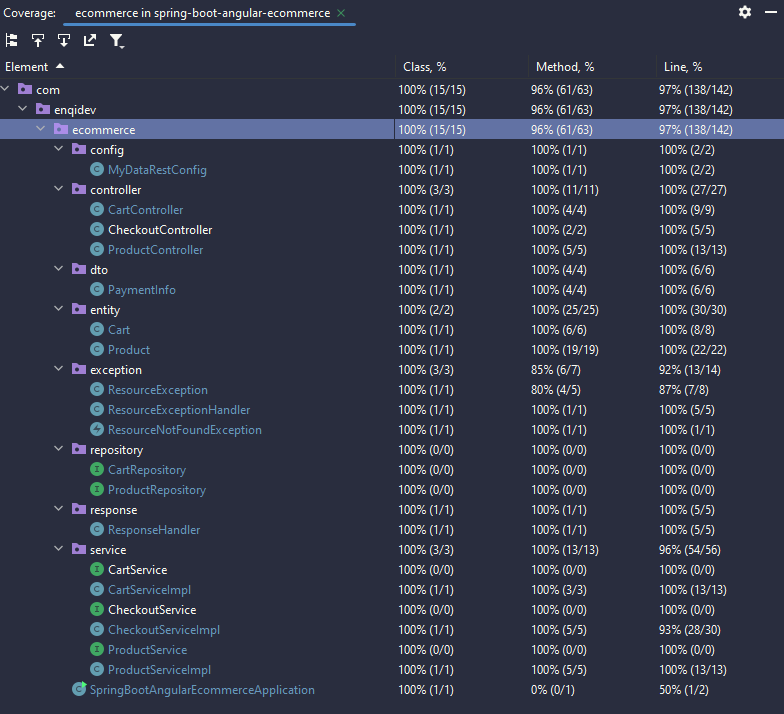 Coverage: ecommerce in spring-boot-angular-ecommerce
Element Class, % Method, % Line, %
com 100% (15/15) 96% (61/63) 97% (138/142)
enqidev 100% (15/15) 96% (61/63) 97% (138/142)
ecommerce 100% (15/15) 96% (61/63) 97% (138/142)
config 100% (1/1) 100% (1/1) 100% (2/2)
C MyDataRestConfig 100% (1/1) 100% (1/1) 100% (2/2)
controller 100% (3/3) 100% (11/11) 100% (27/27)
C CartController 100% (1/1) 100% (4/4) 100% (9/9)
C CheckoutController 100% (1/1) 100% (2/2) 100% (5/5)
C ProductController 100% (1/1) 100% (5/5) 100% (13/13)
dto 100% (1/1) 100% (4/4) 100% (6/6)
C PaymentInfo 100% (1/1) 100% (4/4) 100% (6/6)
entity 100% (2/2) 100% (25/25) 100% (30/30)
C Cart 100% (1/1) 100% (6/6) 100% (8/8)
C Product 100% (1/1) 100% (19/19) 100% (22/22)
exception 100% (3/3) 85% (6/7) 92% (13/14)
C ResourceException 100% (1/1) 80% (4/5) 87% (7/8)
C ResourceExceptionHandler 100% (1/1) 100% (1/1) 100% (5/5)
ResourceNotFoundException 100% (1/1) 100% (1/1) 100% (1/1)
repository 100% (0/0) 100% (0/0) 100% (0/0)
I CartRepository 100% (0/0) 100% (0/0) 100% (0/0)
I ProductRepository 100% (0/0) 100% (0/0) 100% (0/0)
response 100% (1/1) 100% (1/1) 100% (5/5)
C ResponseHandler 100% (1/1) 100% (1/1) 100% (5/5)
service 100% (3/3) 100% (13/13) 96% (54/56)
I CartService 100% (0/0) 100% (0/0) 100% (0/0)
C CartServiceImpl 100% (1/1) 100% (3/3) 100% (13/13)
I CheckoutService 100% (0/0) 100% (0/0) 100% (0/0)
C CheckoutServiceImpl 100% (1/1) 100% (5/5) 93% (28/30)
I ProductService 100% (0/0) 100% (0/0) 100% (0/0)
C ProductServiceImpl 100% (1/1) 100% (5/5) 100% (13/13)
C SpringBootAngularEcommerceApplication 100% (1/1) 0% (0/1) 50% (1/2)